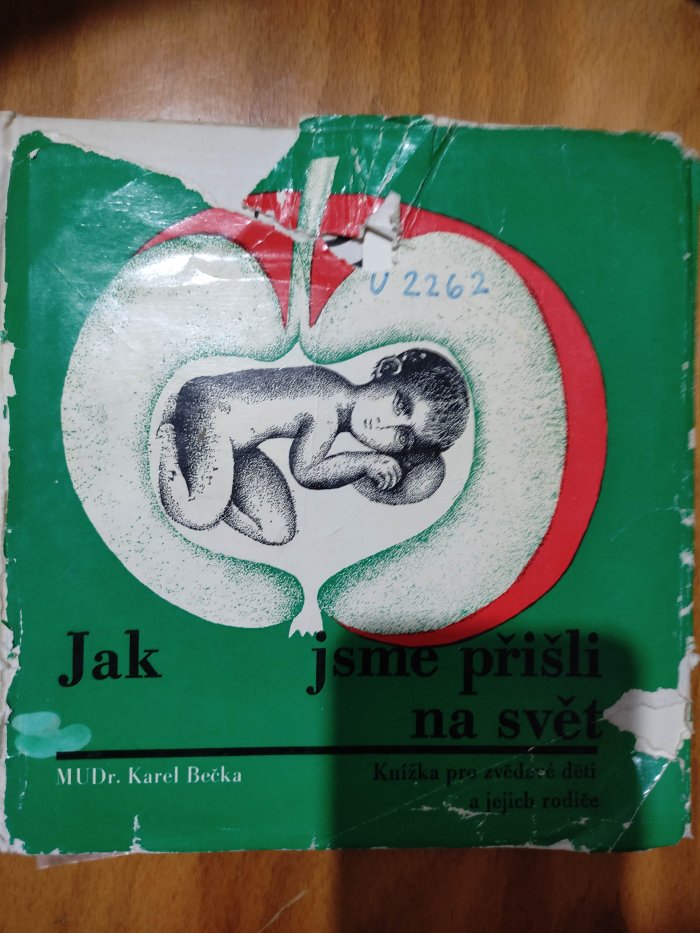 U 2262
Jak jsme přišli
na svět
MUDr. Karel Bečka
Knížka pro zvědavé děti
a jejich rodiče